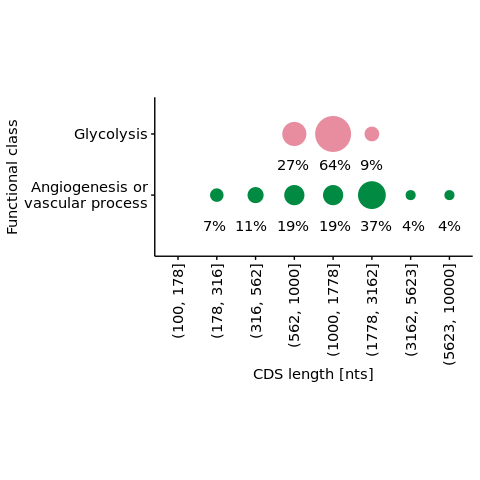 Functional class
Glycolysis
27% 64% 9%
Angiogenesis or
vascular process
7% 11% 19% 19% 37% 4% 4%
(100, 178]
(178, 316]
(316, 562]
(562, 1000]
(1000, 1778]
(1778, 3162]
(3162, 5623]
(5623, 10000]
CDS length [nts]